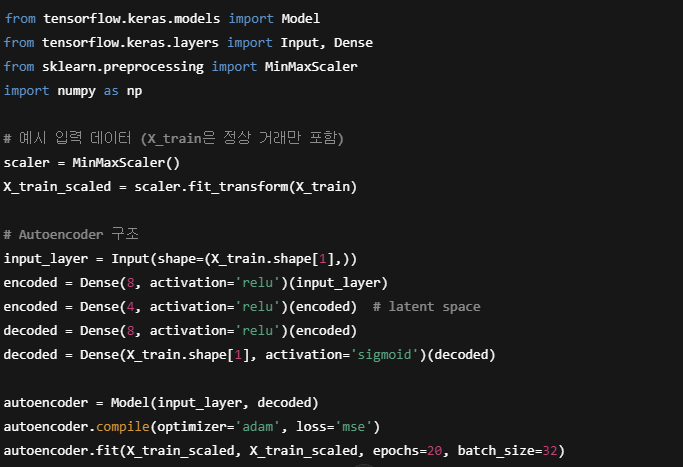 from tensorflow.keras.models import Model
from tensorflow.keras.layers import Input, Dense
from sklearn.preprocessing import MinMaxScaler
import numpy as np
# 예시 입력 데이터 (X_train은 정상 거래만 포함)
scaler = MinMaxScaler()
X_train_scaled = scaler.fit_transform(X_train)
# Autoencoder 구조
input_layer = Input(shape=(X_train.shape[1],))
encoded = Dense(8, activation='relu')(input_layer)
encoded = Dense(4, activation='relu')(encoded)  # latent space
decoded = Dense(8, activation='relu')(encoded)
decoded = Dense(X_train.shape[1], activation='sigmoid')(decoded)
autoencoder = Model(input_layer, decoded)
autoencoder.compile(optimizer='adam', loss='mse')
autoencoder.fit(X_train_scaled, X_train_scaled, epochs=20, batch_size=32)